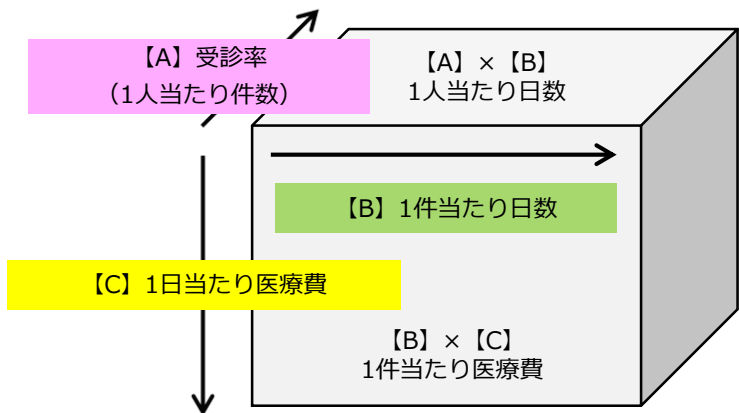 【A】受診率
（1人当たり件数）
【A】×【B】
1人当たり日数
【B】1件当たり日数
【C】1日当たり医療費
【B】×【C】
1件当たり医療費